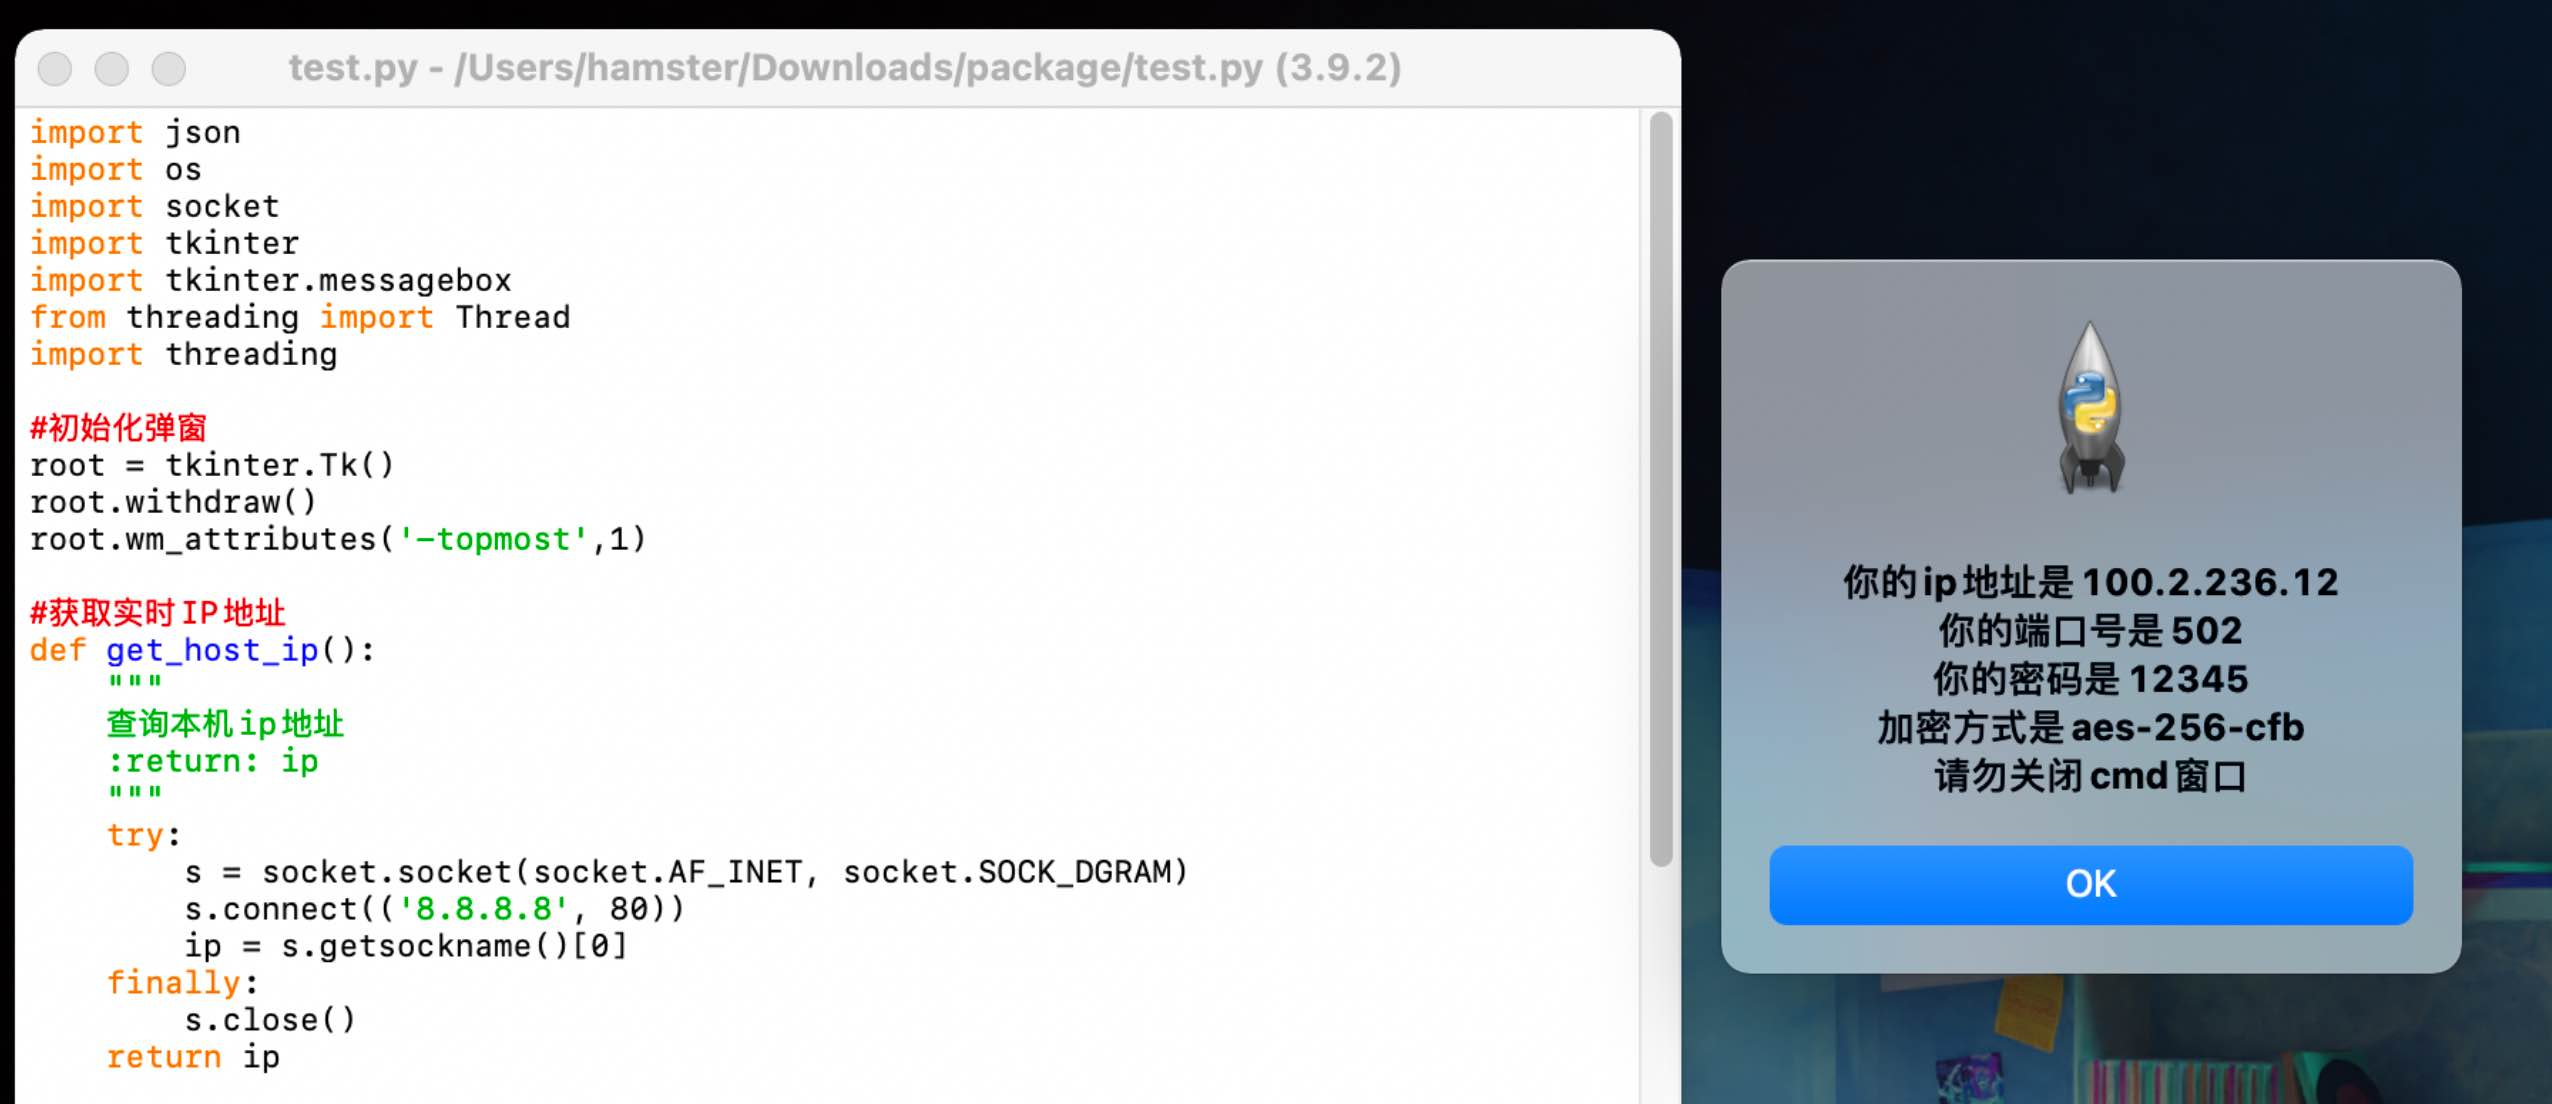 test.py - /Users/hamster/Downloads/package/test.py (3.9.2)
import json
import os
import socket
import tkinter
import tkinter.messagebox
from threading import Thread
import threading
#初始化弹窗
root = tkinter.Tk()
root.withdraw()
root.wm_attributes('-topmost',1)
#获取实时IP地址
def get_host_ip():
"""
查询本机ip地址
:return: ip
"""
try:
s = socket.socket(socket.AF_INET, socket.SOCK_DGRAM)
s.connect(('8.8.8.8', 80))
ip = s.getsockname()[0]
finally:
s.close()
return ip
你的ip地址是100.2.236.12
你的端口号是502
你的密码是12345
加密方式是aes-256-cfb
请勿关闭cmd窗口
OK